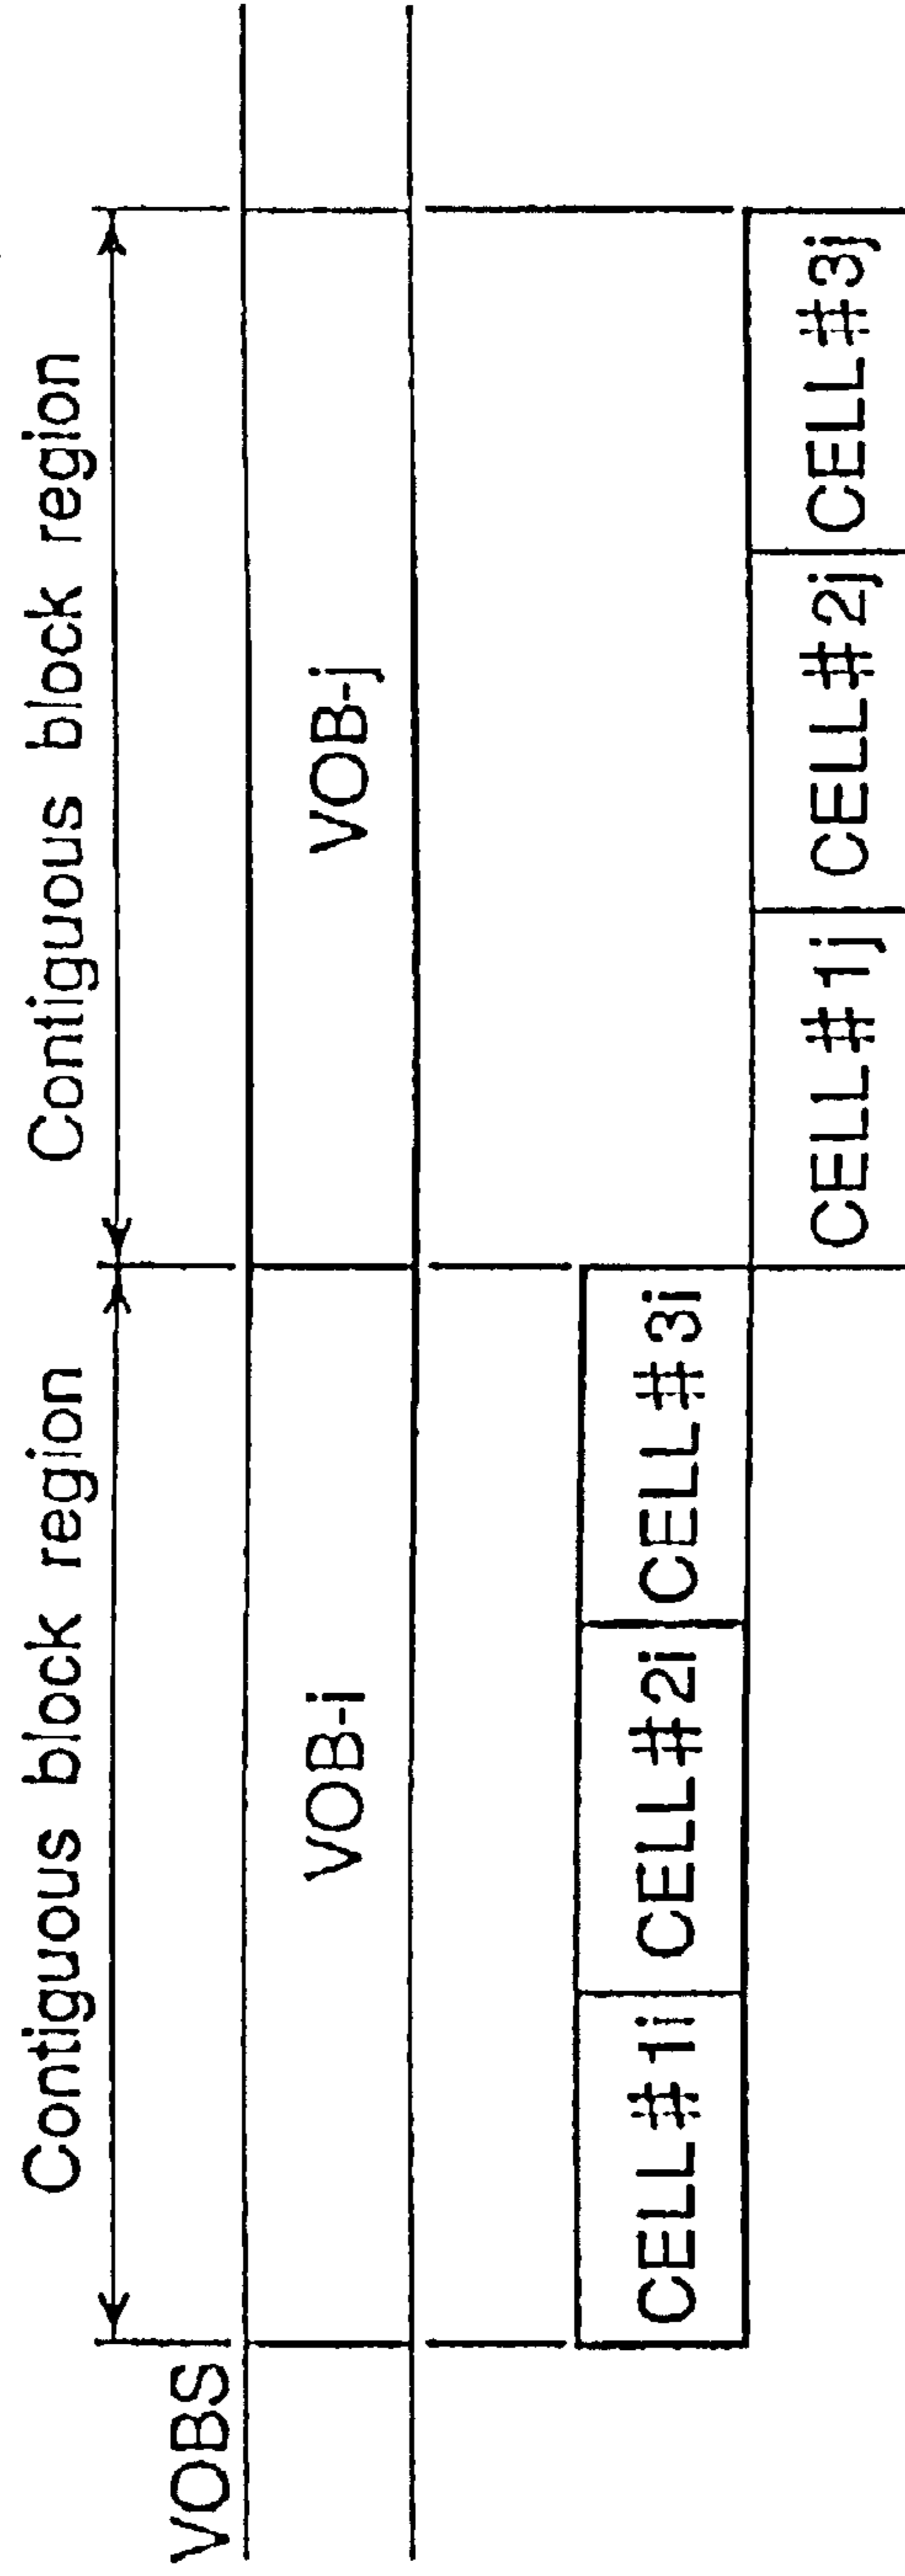 Contiguous block region Contiguous block region
VOBS
VOB-i VOB-j
CELL#1i CELL#2i CELL#3i
CELL#1j CELL#2j CELL#3j